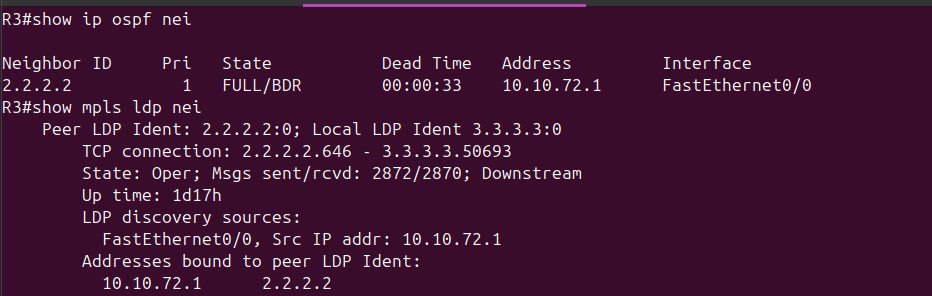 R3#show ip ospf nei
Neighbor ID     Pri   State           Dead Time   Address         Interface
2.2.2.2           1   FULL/BDR        00:00:33    10.10.72.1      FastEthernet0/0
R3#show mpls ldp nei
    Peer LDP Ident: 2.2.2.2:0; Local LDP Ident 3.3.3.3:0
        TCP connection: 2.2.2.2.646 - 3.3.3.3.50693
        State: Oper; Msgs sent/rcvd: 2872/2870; Downstream
        Up time: 1d17h
        LDP discovery sources:
          FastEthernet0/0, Src IP addr: 10.10.72.1
        Addresses bound to peer LDP Ident:
          10.10.72.1      2.2.2.2